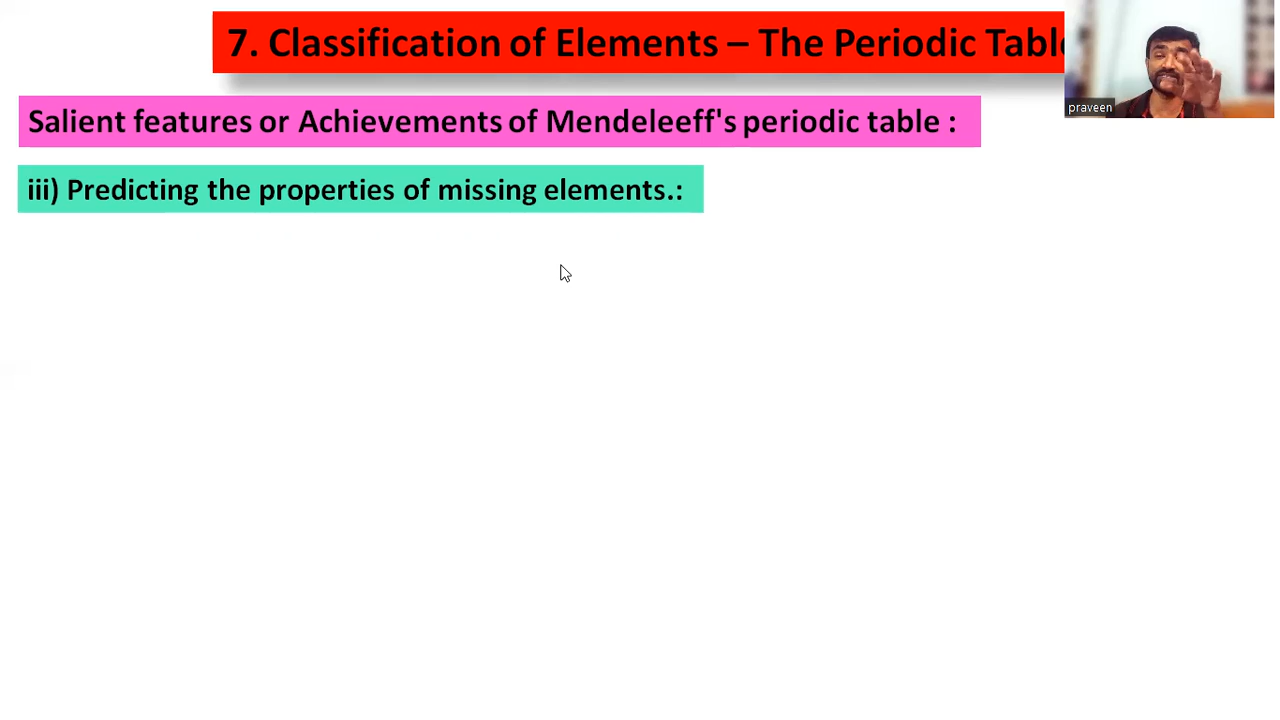 7. Classification of Elements – The Periodic Table
praveen
Salient features or Achievements of Mendeleeff's periodic table :
iii) Predicting the properties of missing elements.: